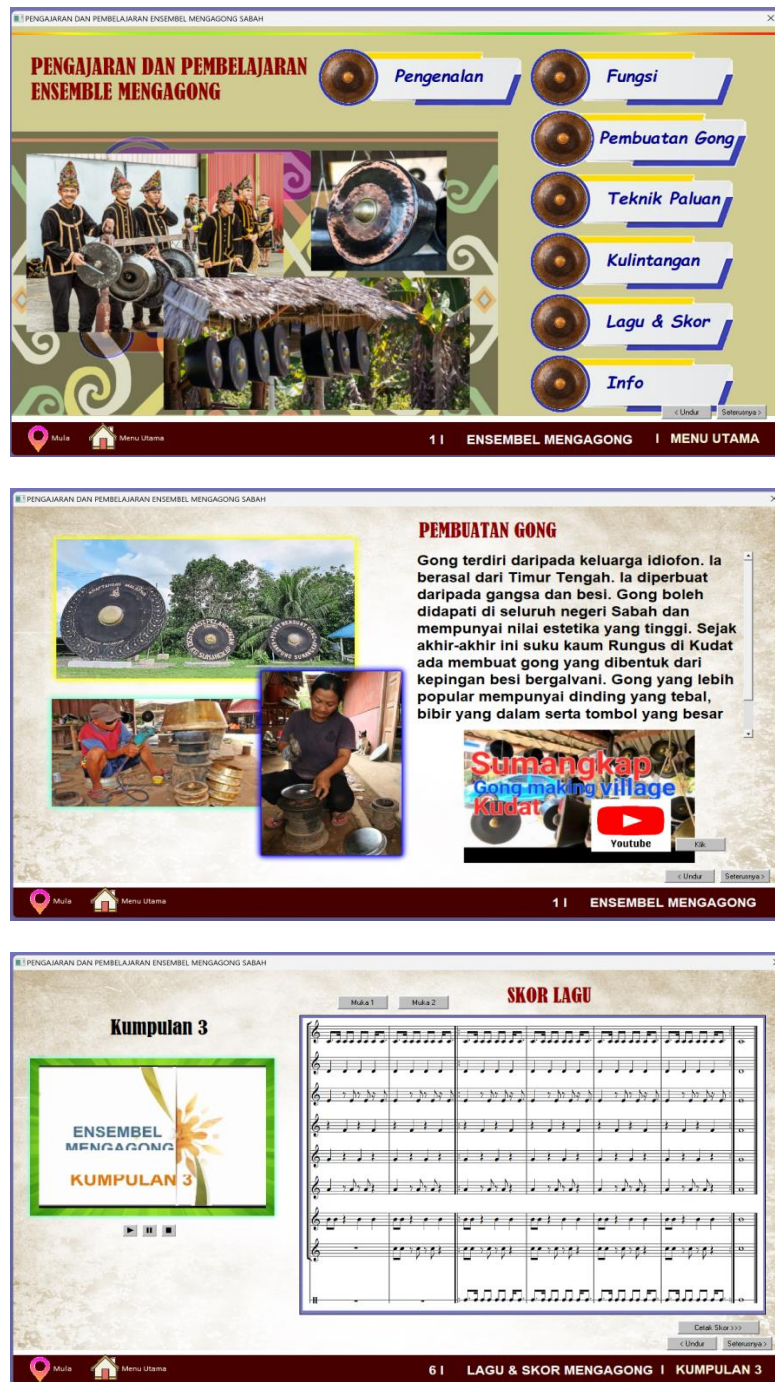 PENGAJARAN DAN PEMBELAJARAN ENSEMBEL MENGAGONG SABAH
PENGAJARAN DAN PEMBELAJARAN
ENSEMBLE MENGAGONG
Pengenalan
Fungsi
Pembuatan Gong
Teknik Paluan
Kulintangan
Lagu & Skor
Info
< Undur
Seterusnya >
Mula
Menu Utama
1 I ENSEMBEL MENGAGONG I MENU UTAMA
PENGAJARAN DAN PEMBELAJARAN ENSEMBEL MENGAGONG SABAH
PEMBUATAN GONG
Gong terdiri daripada keluarga idiofon. Ia
berasal dari Timur Tengah. Ia diperbuat
daripada gangsa dan besi. Gong boleh
didapati di seluruh negeri Sabah dan
mempunyai nilai estetika yang tinggi. Sejak
akhir-akhir ini suku kaum Rungus di Kudat
ada membuat gong yang dibentuk dari
kepingan besi bergalvani. Gong yang lebih
popular mempunyai dinding yang tebal,
bibir yang dalam serta tombol yang besar
Sumangkap
Gong making village
Kudat
Youtube
Klik
< Undur
Seterusnya >
Mula
Menu Utama
1 I ENSEMBEL MENGAGONG
PENGAJARAN DAN PEMBELAJARAN ENSEMBEL MENGAGONG SABAH
Muka 1
Muka 2
SKOR LAGU
Kumpulan 3
ENSEMBEL
MENGAGONG
KUMPULAN 3
Cetak Skor >>>
< Undur
Seterusnya >
Mula
Menu Utama
6 I LAGU & SKOR MENGAGONG I KUMPULAN 3